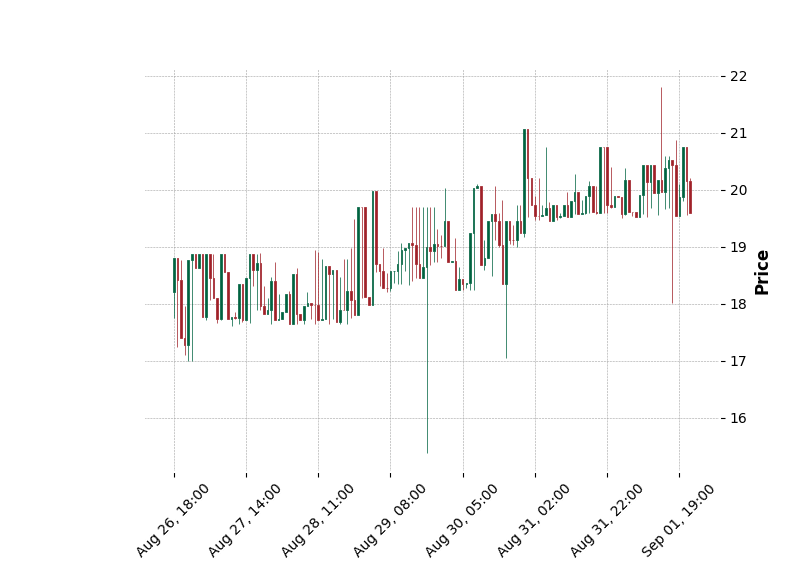 22
21
20
19
18
17
16
Price
Aug 26, 18:00
Aug 27, 14:00
Aug 28, 11:00
Aug 29, 08:00
Aug 30, 05:00
Aug 31, 02:00
Aug 31, 22:00
Sep 01, 19:00